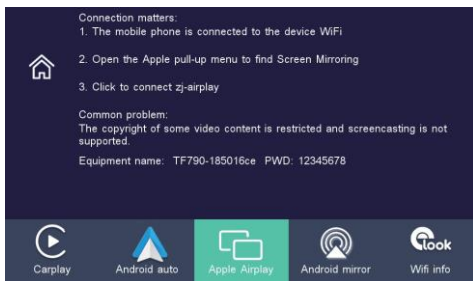 Connection matters:
1. The mobile phone is connected to the device WiFi
2. Open the Apple pull-up menu to find Screen Mirroring
3. Click to connect zj-airplay
Common problem:
The copyright of some video content is restricted and screencasting is not
supported.
Equipment name: TF790-185016ce PWD: 12345678
look
Carplay
Android auto
Apple Airplay
Android mirror
Wifi info